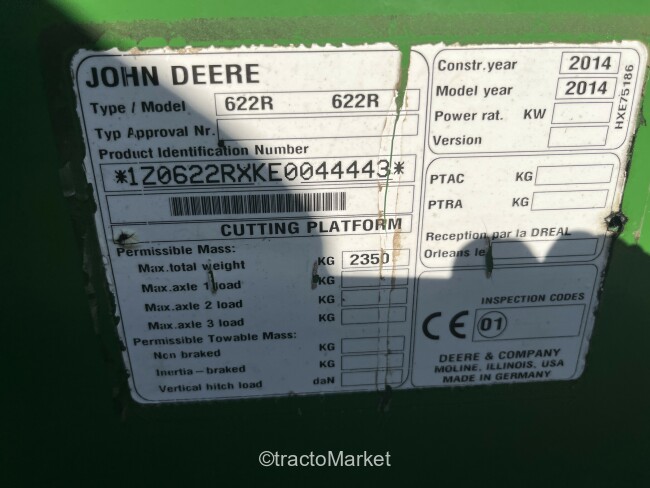 JOHN DEERE
Type / Model 622R 622R
Typ Approval Nr.
Product Identification Number
*1Z0622RXKE0044443*
CUTTING PLATFORM
Permissible Mass:
Max.total weight KG 2350
Max.axle 1 load KG
Max.axle 2 load KG
Max.axle 3 load KG
Permissible Towable Mass:
Non braked KG
Inertia – braked KG
Vertical hitch load daN
Constr.year 2014
Model year 2014
Power rat. KW
Version
HXE75186
PTAC KG
PTRA KG
Reception par la DREAL
Orleans le
INSPECTION CODES
CE 01
DEERE & COMPANY
MOLINE, ILLINOIS, USA
MADE IN GERMANY
©tractoMarket